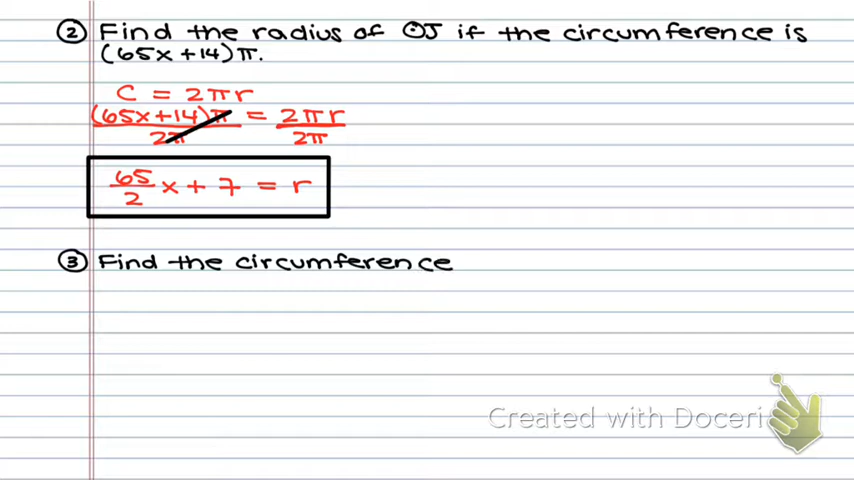 ② Find the radius of ⊙J if the circumference is
(65x+14)π.
C = 2πr
(65x+14)π = 2πr
2π 2π
65/2 x + 7 = r
③ Find the circumference
Created with Doceri